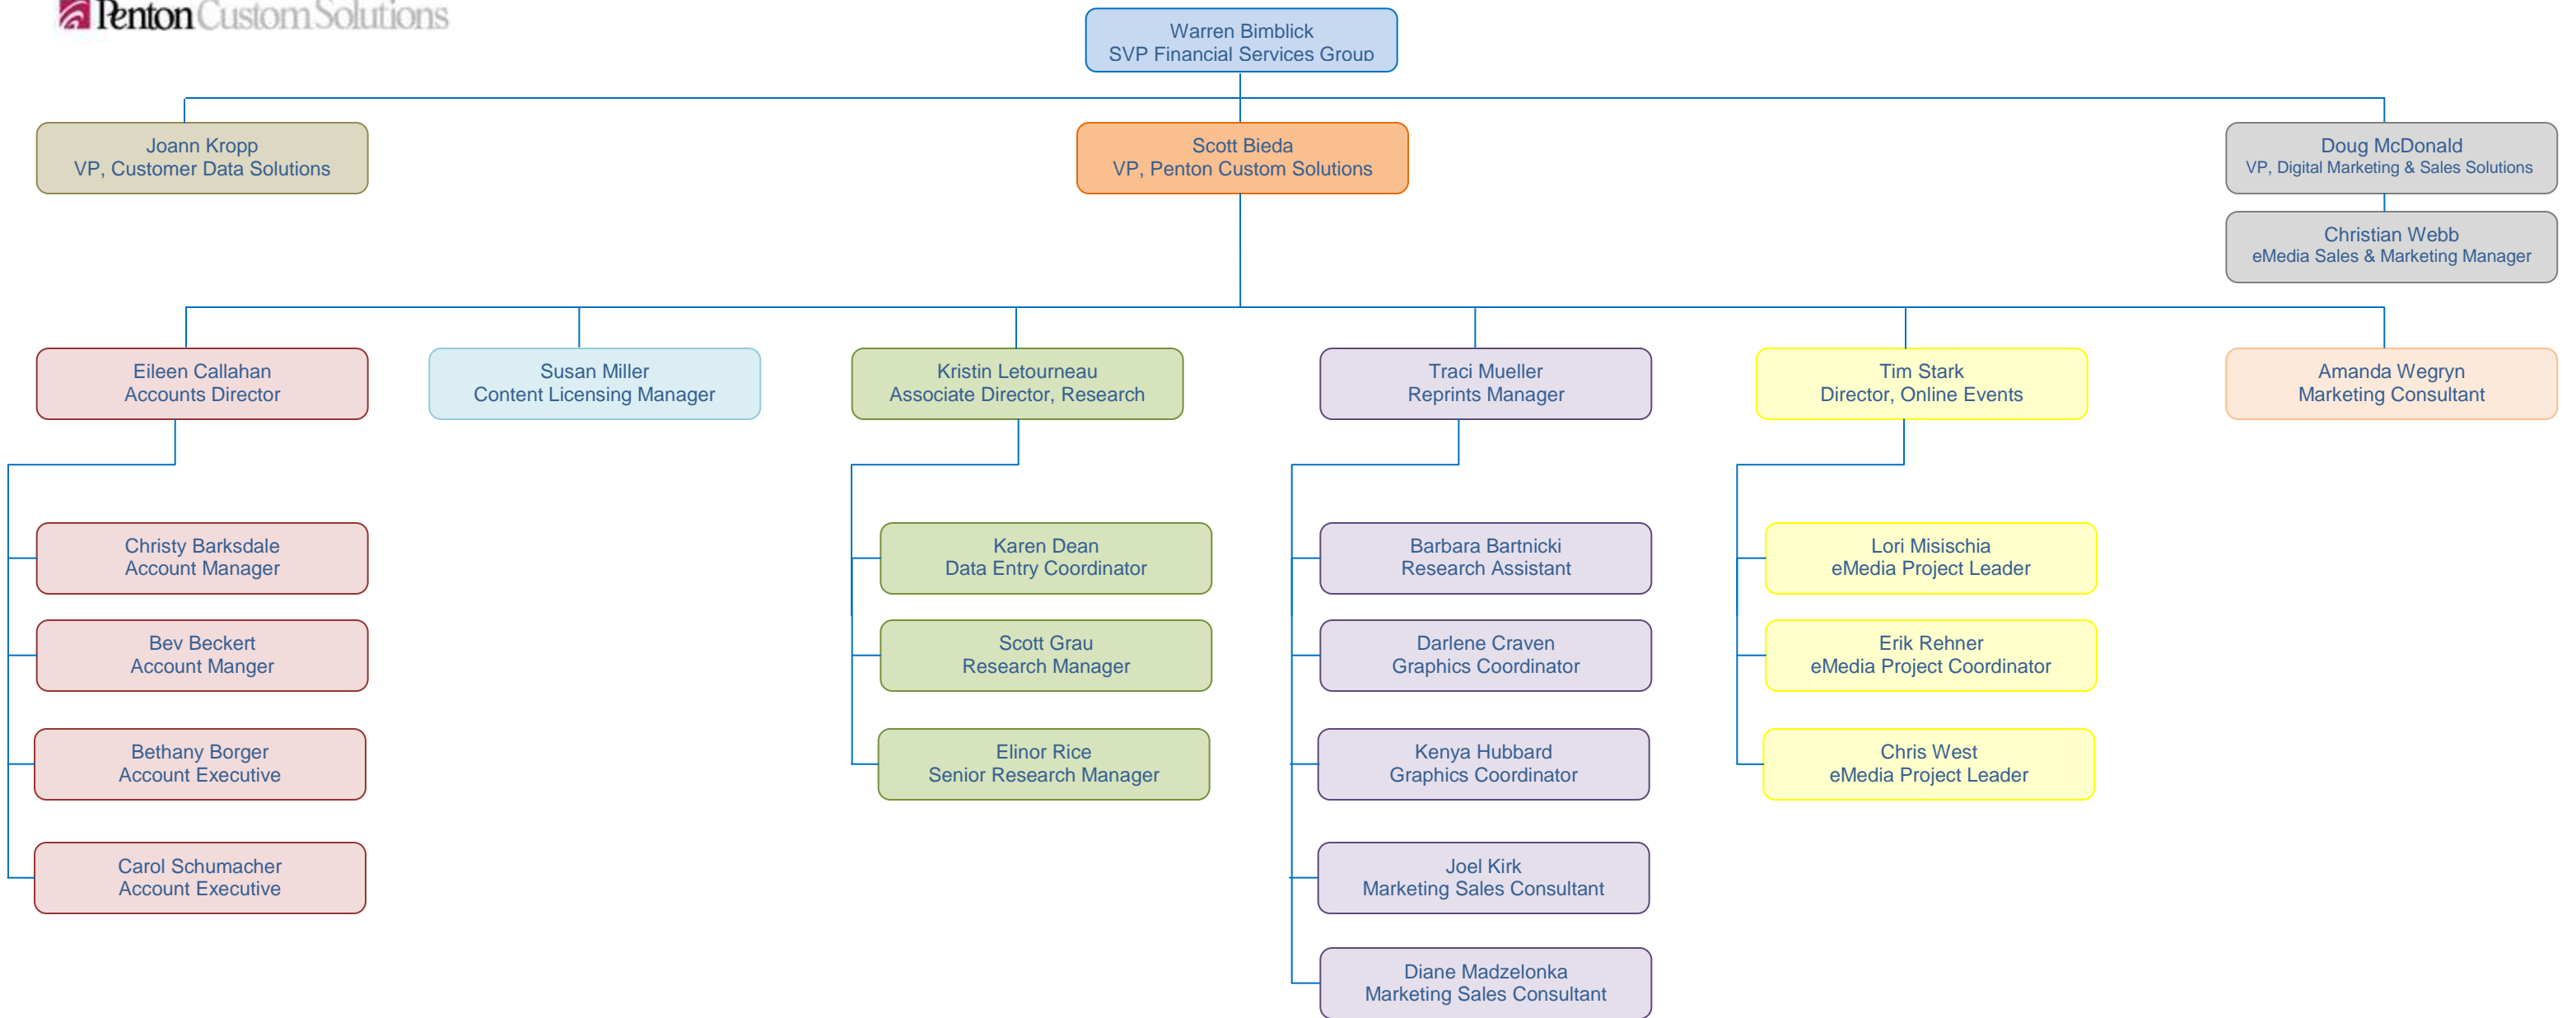 Penton Custom Solutions
Warren Bimblick
SVP Financial Services Group
Joann Kropp
VP, Customer Data Solutions
Scott Bieda
VP, Penton Custom Solutions
Doug McDonald
VP, Digital Marketing & Sales Solutions
Christian Webb
eMedia Sales & Marketing Manager
Eileen Callahan
Accounts Director
Susan Miller
Content Licensing Manager
Kristin Letourneau
Associate Director, Research
Traci Mueller
Reprints Manager
Tim Stark
Director, Online Events
Amanda Wegryn
Marketing Consultant
Christy Barksdale
Account Manager
Karen Dean
Data Entry Coordinator
Barbara Bartnicki
Research Assistant
Lori Misischia
eMedia Project Leader
Bev Beckert
Account Manger
Scott Grau
Research Manager
Darlene Craven
Graphics Coordinator
Erik Rehner
eMedia Project Coordinator
Bethany Borger
Account Executive
Elinor Rice
Senior Research Manager
Kenya Hubbard
Graphics Coordinator
Chris West
eMedia Project Leader
Carol Schumacher
Account Executive
Joel Kirk
Marketing Sales Consultant
Diane Madzelonka
Marketing Sales Consultant